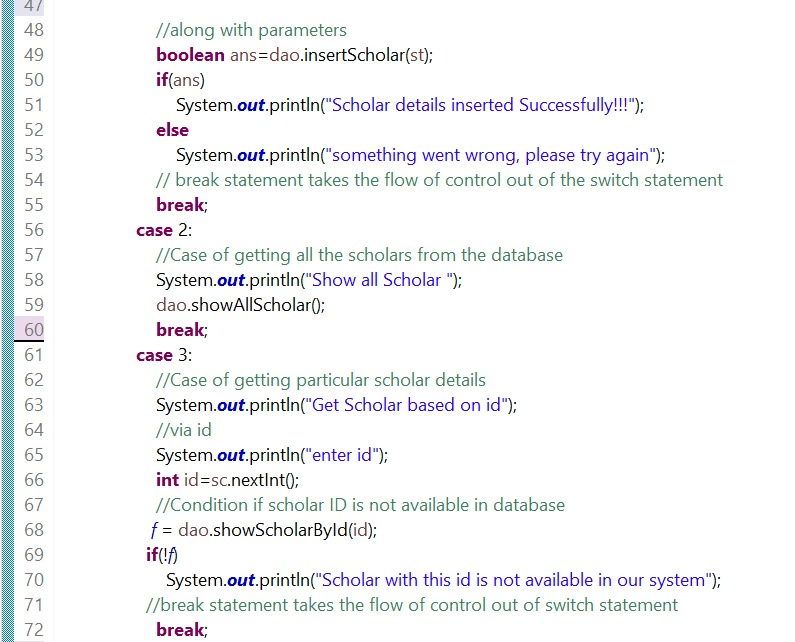 47
48 //along with parameters
49 boolean ans=dao.insertScholar(st);
50 if(ans)
51 System.out.println("Scholar details inserted Successfully!!!");
52 else
53 System.out.println("something went wrong, please try again");
54 // break statement takes the flow of control out of the switch statement
55 break;
56 case 2:
57 //Case of getting all the scholars from the database
58 System.out.println("Show all Scholar ");
59 dao.showAllScholar();
60 break;
61 case 3:
62 //Case of getting particular scholar details
63 System.out.println("Get Scholar based on id");
64 //via id
65 System.out.println("enter id");
66 int id=sc.nextInt();
67 //Condition if scholar ID is not available in database
68 f = dao.showScholarById(id);
69 if(!f)
70 System.out.println("Scholar with this id is not available in our system");
71 //break statement takes the flow of control out of switch statement
72 break;